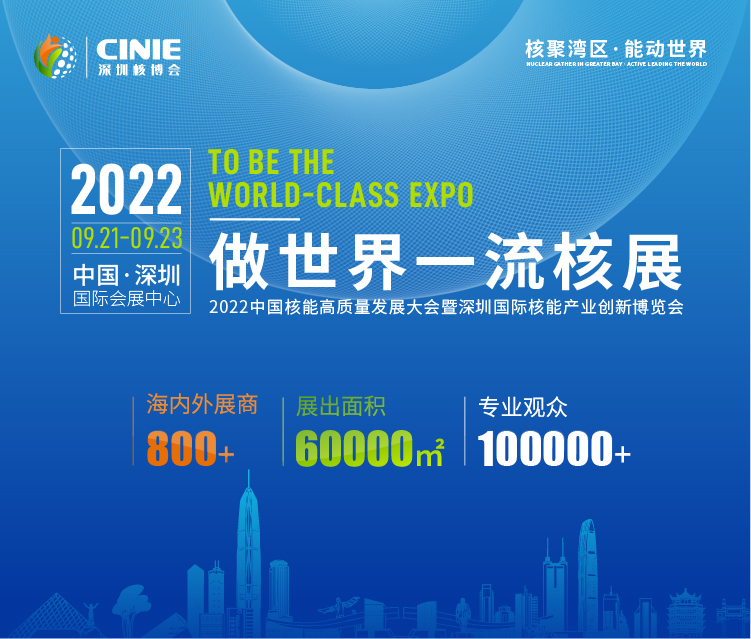 CINIE
深圳核博会
核聚湾区·能动世界
NUCLEAR GATHER IN GREATER BAY · ACTIVE LEADING THE WORLD
2022
09.21-09.23
中国·深圳
国际会展中心
TO BE THE
WORLD-CLASS EXPO
做世界一流核展
2022中国核能高质量发展大会暨深圳国际核能产业创新博览会
海内外展商
800+
展出面积
60000㎡
专业观众
100000+